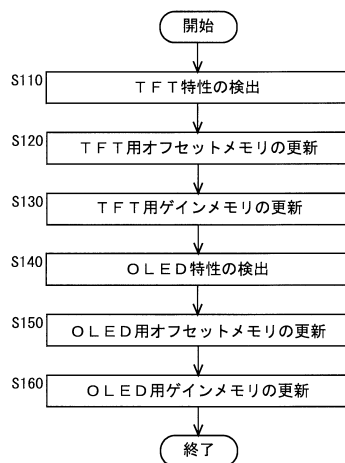 開始
S110
ＴＦＴ特性の検出
S120
ＴＦＴ用オフセットメモリの更新
S130
ＴＦＴ用ゲインメモリの更新
S140
ＯＬＥＤ特性の検出
S150
ＯＬＥＤ用オフセットメモリの更新
S160
ＯＬＥＤ用ゲインメモリの更新
終了